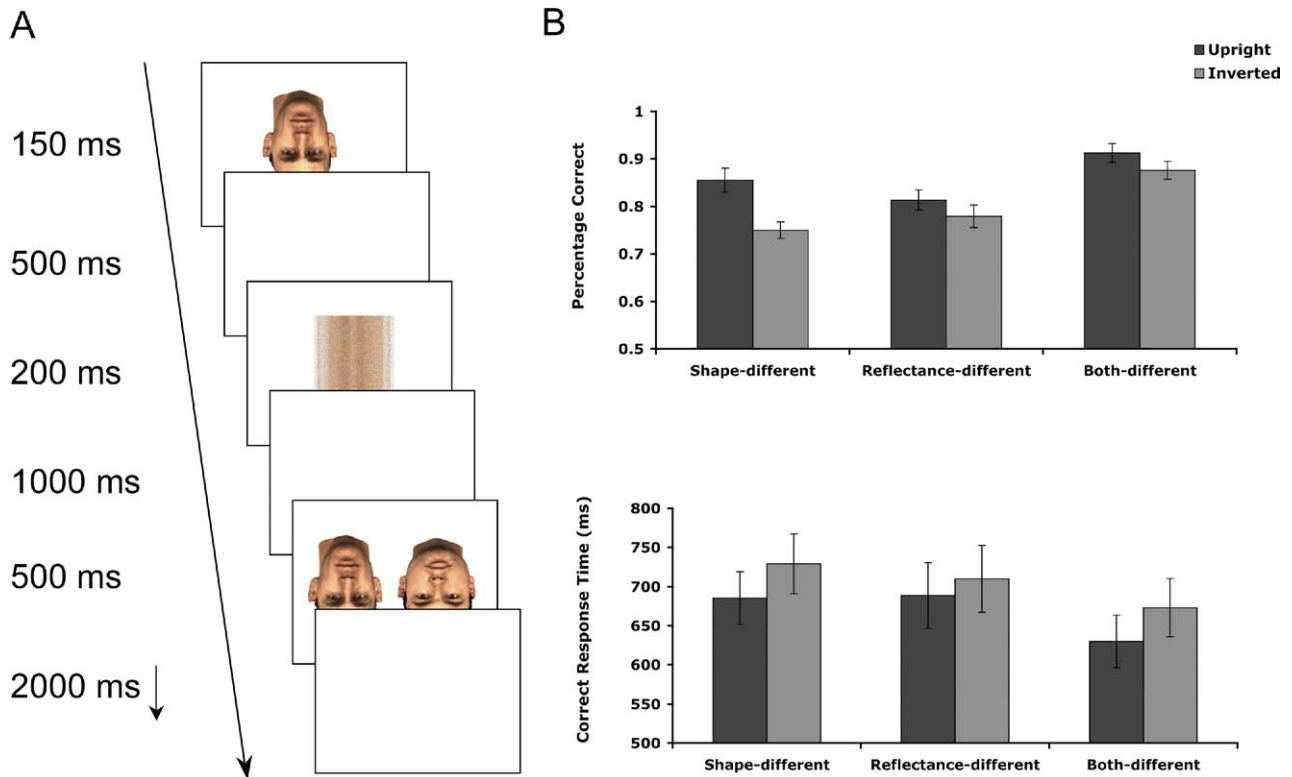 A
150 ms
500 ms
200 ms
1000 ms
500 ms
2000 ms
B
Upright
Inverted
Percentage Correct
1
0.9
0.8
0.7
0.6
0.5
Shape-different Reflectance-different Both-different
Correct Response Time (ms)
800
750
700
650
600
550
500
Shape-different Reflectance-different Both-different